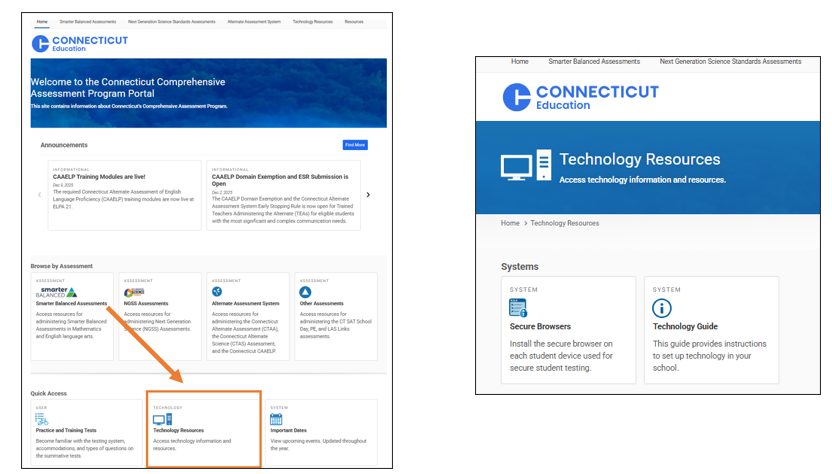 Home Smarter Balanced Assessments Next Generation Science Standards Assessments Alternate Assessment System Technology Resources Resources
CONNECTICUT
Education
Welcome to the Connecticut Comprehensive
Assessment Program Portal
This site contains information about Connecticut's Comprehensive Assessment Program.
Announcements
Find More
INFORMATIONAL
CAAELP Training Modules are live!
Dec 9, 2025
The required Connecticut Alternate Assessment of English
Language Proficiency (CAAELP) training modules are now live at
ELPA 21.
INFORMATIONAL
CAAELP Domain Exemption and ESR Submission is
Open
Dec 2, 2025
The CAAELP Domain Exemption and the Connecticut Alternate
Assessment System Early Stopping Rule is now open for Trained
Teachers Administering the Alternate (TEAs) for eligible students
with the most significant and complex communication needs.
Browse by Assessment
ASSESSMENT
smarter
BALANCED
Smarter Balanced Assessments
Access resources for
administering Smarter Balanced
Assessments in Mathematics
and English language arts.
ASSESSMENT
NGSS Assessments
Access resources for
administering Next Generation
Science (NGSS) Assessments.
ASSESSMENT
Alternate Assessment System
Access resources for
administering the Connecticut
Alternate Assessment (CTAA),
the Connecticut Alternate
Science (CTAS) Assessment,
and the Connecticut CAAELP.
ASSESSMENT
Other Assessments
Access resources for
administering the CT SAT School
Day, PE, and LAS Links
assessments.
Quick Access
USER
Practice and Training Tests
Become familiar with the testing system,
accommodations, and types of questions on
the summative tests.
TECHNOLOGY
Technology Resources
Access technology information and
resources.
SYSTEM
Important Dates
View upcoming events. Updated throughout
the year.
Home Smarter Balanced Assessments Next Generation Science Standards Assessments
CONNECTICUT
Education
Technology Resources
Access technology information and resources.
Home > Technology Resources
Systems
SYSTEM
Secure Browsers
Install the secure browser on
each student device used for
secure student testing.
SYSTEM
Technology Guide
This guide provides instructions
to set up technology in your
school.